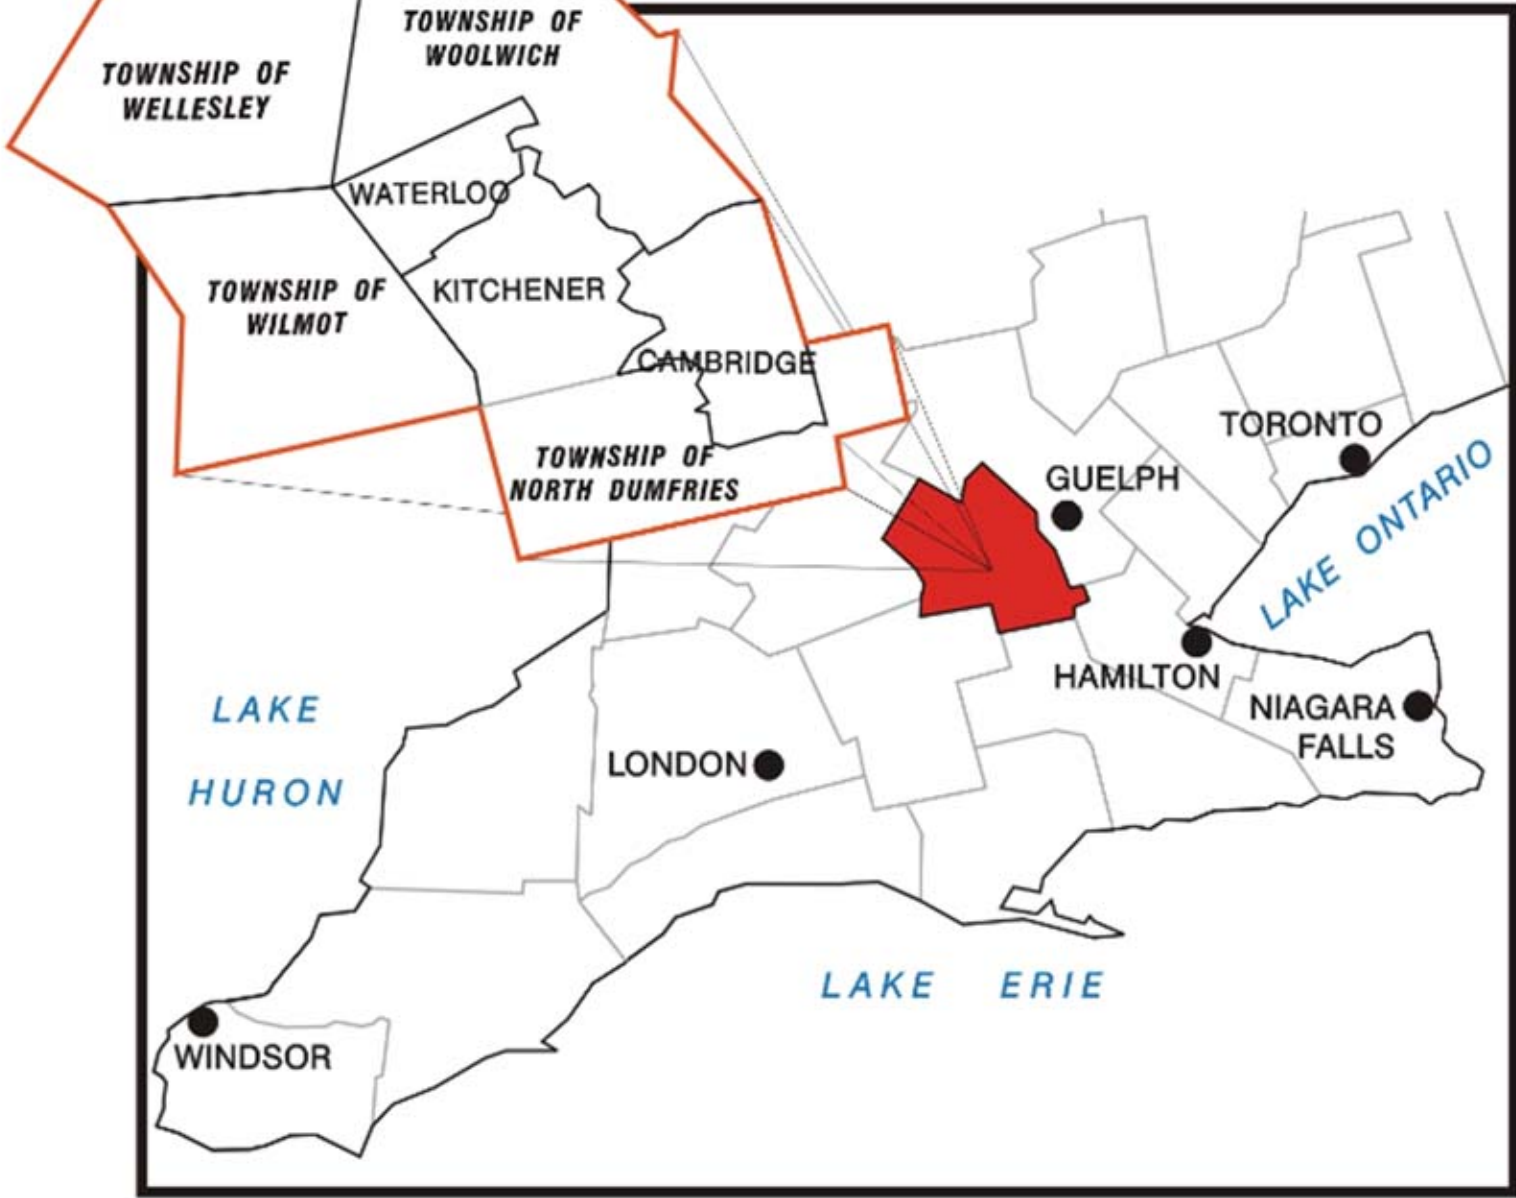 TOWNSHIP OF
WOOLWICH
TOWNSHIP OF
WELLESLEY
WATERLOO
TOWNSHIP OF
WILMOT
KITCHENER
CAMBRIDGE
TOWNSHIP OF
NORTH DUMFRIES
TORONTO
GUELPH
LAKE ONTARIO
HAMILTON
NIAGARA
FALLS
LAKE
HURON
LONDON
LAKE ERIE
WINDSOR